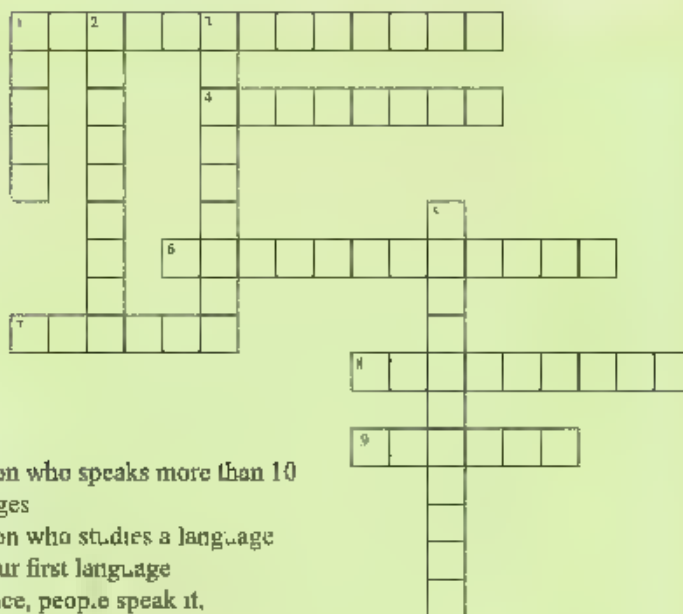 1 2 3
4
5
6
7
8
9
on who speaks more than 10
ges
on who studies a language
ur first language
ce, people speak it,